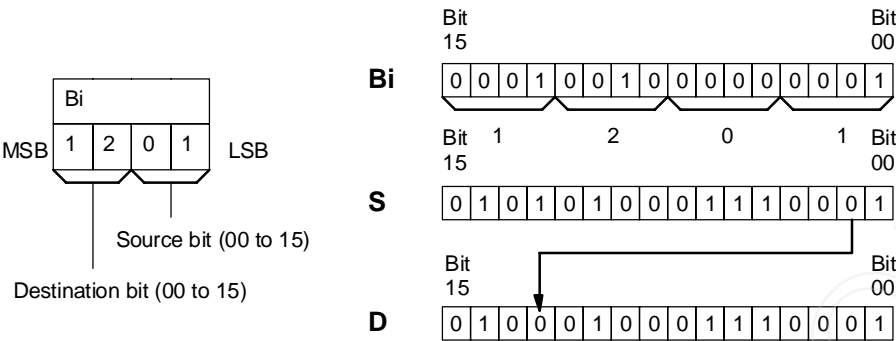 Bi
MSB 1 2 0 1 LSB
Source bit (00 to 15)
Destination bit (00 to 15)
Bit 15 Bit 00
Bi 0 0 0 1 0 0 1 0 0 0 0 0 0 0 0 1
1 2 0 1
Bit 15 Bit 00
S 0 1 0 1 0 1 0 0 0 1 1 1 0 0 0 1
Bit 15 Bit 00
D 0 1 0 0 0 1 0 0 0 1 1 1 0 0 0 1